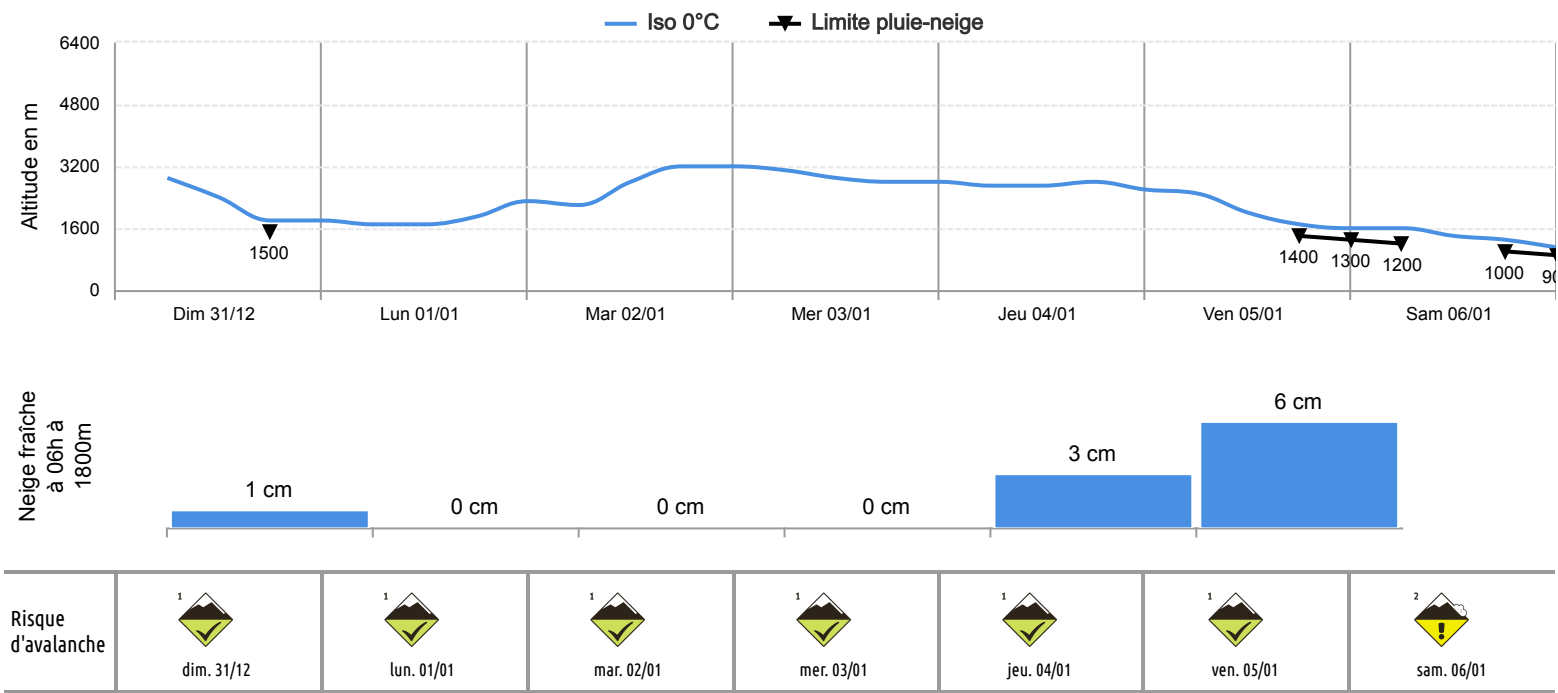 Iso 0°C Limite pluie-neige
6400
4800
3200
1600
0
Altitude en m
1500
1400 1300 1200 1000
Dim 31/12 Lun 01/01 Mar 02/01 Mer 03/01 Jeu 04/01 Ven 05/01 Sam 06/01
Neige fraîche
à 06h à
1800m
1 cm 0 cm 0 cm 0 cm 3 cm 6 cm
Risque
d'avalanche
1 1 1 1 1 1 2
dim. 31/12 lun. 01/01 mar. 02/01 mer. 03/01 jeu. 04/01 ven. 05/01 sam. 06/01